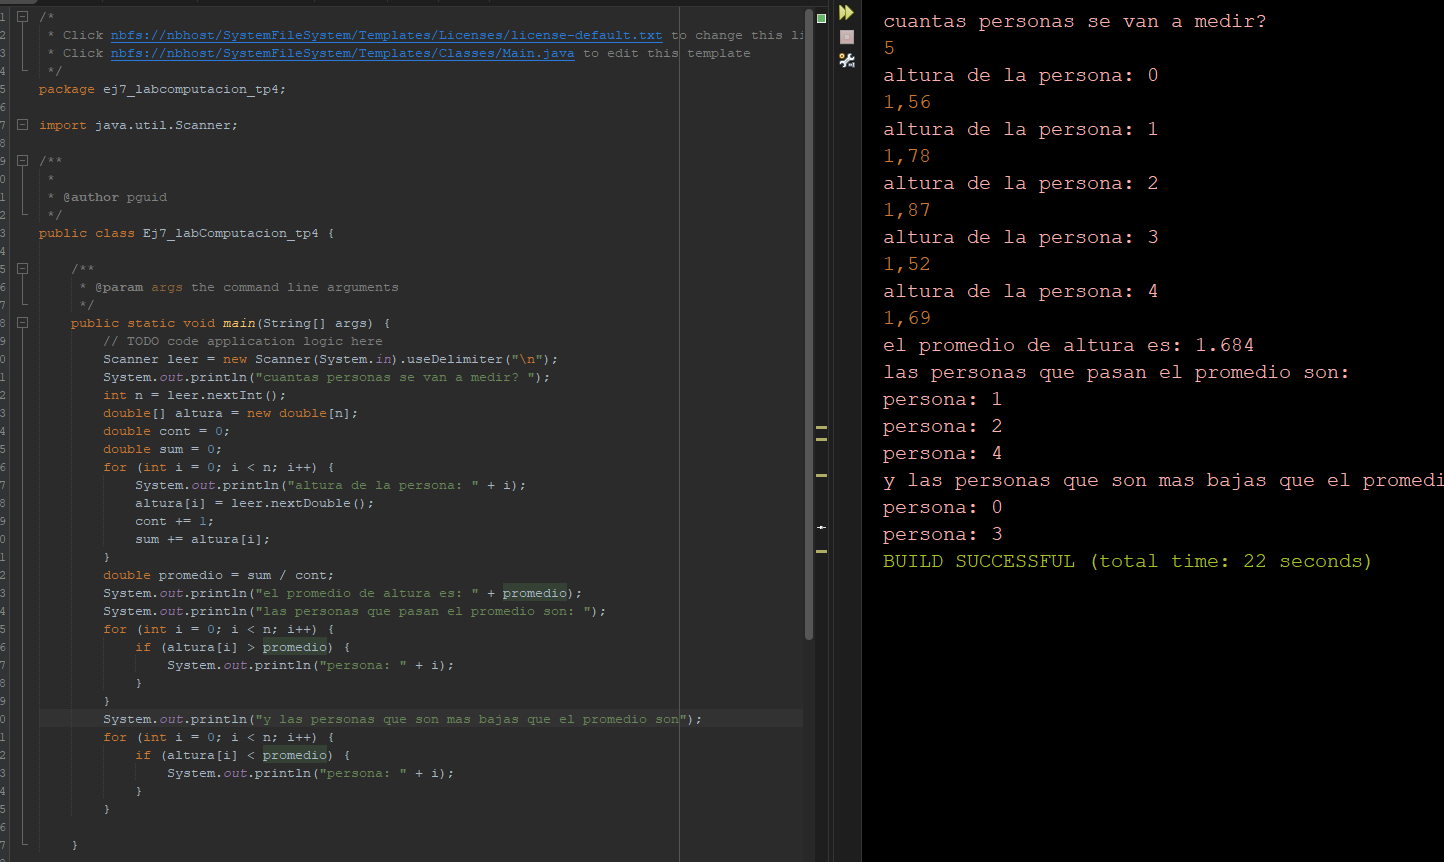 /*
* Click nbfs://nbhost/SystemFileSystem/Templates/Licenses/license-default.txt to change this li
* Click nbfs://nbhost/SystemFileSystem/Templates/Classes/Main.java to edit this template
*/
package ej7_labcomputacion_tp4;
import java.util.Scanner;
/**
*
* @author pguid
*/
public class Ej7_labComputacion_tp4 {
/**
* @param args the command line arguments
*/
public static void main(String[] args) {
// TODO code application logic here
Scanner leer = new Scanner(System.in).useDelimiter("\n");
System.out.println("cuantas personas se van a medir? ");
int n = leer.nextInt();
double[] altura = new double[n];
double cont = 0;
double sum = 0;
for (int i = 0; i < n; i++) {
System.out.println("altura de la persona: " + i);
altura[i] = leer.nextDouble();
cont += 1;
sum += altura[i];
}
double promedio = sum / cont;
System.out.println("el promedio de altura es: " + promedio);
System.out.println("las personas que pasan el promedio son: ");
for (int i = 0; i < n; i++) {
if (altura[i] > promedio) {
System.out.println("persona: " + i);
}
}
System.out.println("y las personas que son mas bajas que el promedio son");
for (int i = 0; i < n; i++) {
if (altura[i] < promedio) {
System.out.println("persona: " + i);
}
}
}
cuantas personas se van a medir?
5
altura de la persona: 0
1,56
altura de la persona: 1
1,78
altura de la persona: 2
1,87
altura de la persona: 3
1,52
altura de la persona: 4
1,69
el promedio de altura es: 1.684
las personas que pasan el promedio son:
persona: 1
persona: 2
persona: 4
y las personas que son mas bajas que el promedi
persona: 0
persona: 3
BUILD SUCCESSFUL (total time: 22 seconds)